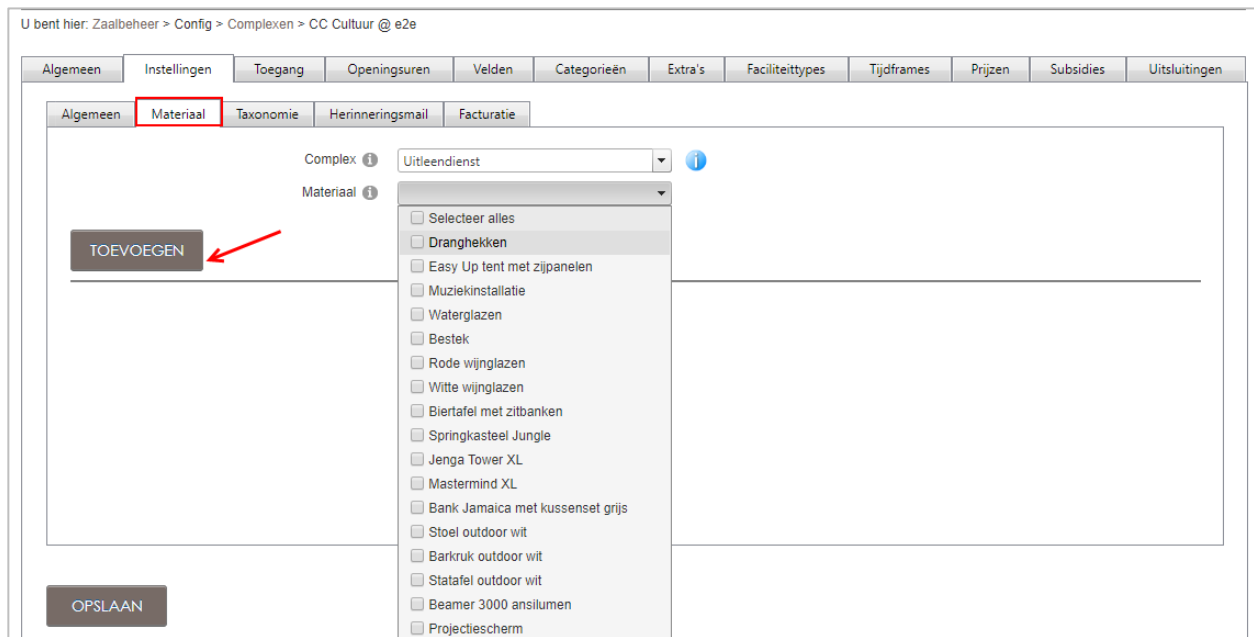 U bent hier: Zaalbeheer > Config > Complexen > CC Cultuur @ e2e
Algemeen Instellingen Toegang Openingsuren Velden Categorieën Extra's Faciliteittypes Tijdframes Prijzen Subsidies Uitsluitingen
Algemeen Materiaal Taxonomie Herinneringsmail Facturatie
Complex Uitleendienst
Materiaal
Selecteer alles
TOEVOEGEN
Dranghekken
Easy Up tent met zijpanelen
Muziekinstallatie
Waterglazen
Bestek
Rode wijnglazen
Witte wijnglazen
Biertafel met zitbanken
Springkasteel Jungle
Jenga Tower XL
Mastermind XL
Bank Jamaica met kussenset grijs
Stoel outdoor wit
Barkruk outdoor wit
Statafel outdoor wit
OPSLAAN
Beamer 3000 ansilumen
Projectiescherm